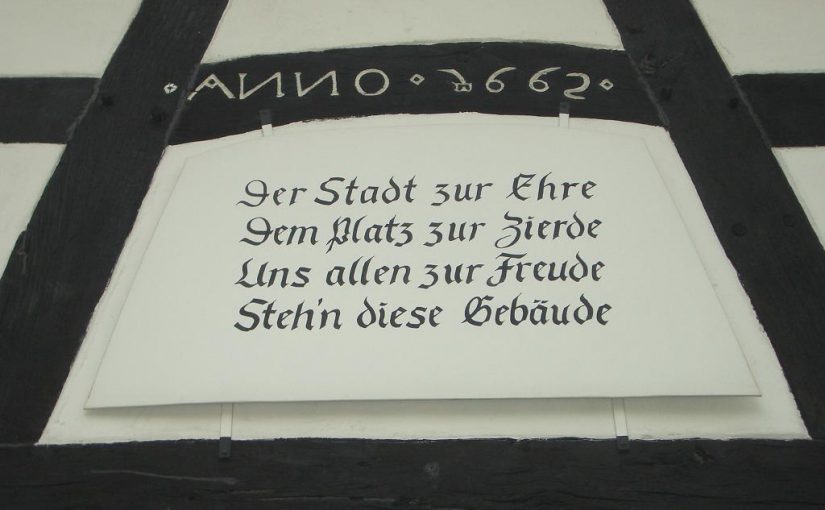 ANNO 1662
Der Stadt zur Ehre
Dem Platz zur Zierde
Uns allen zur Freude
Steh'n diese Gebäude